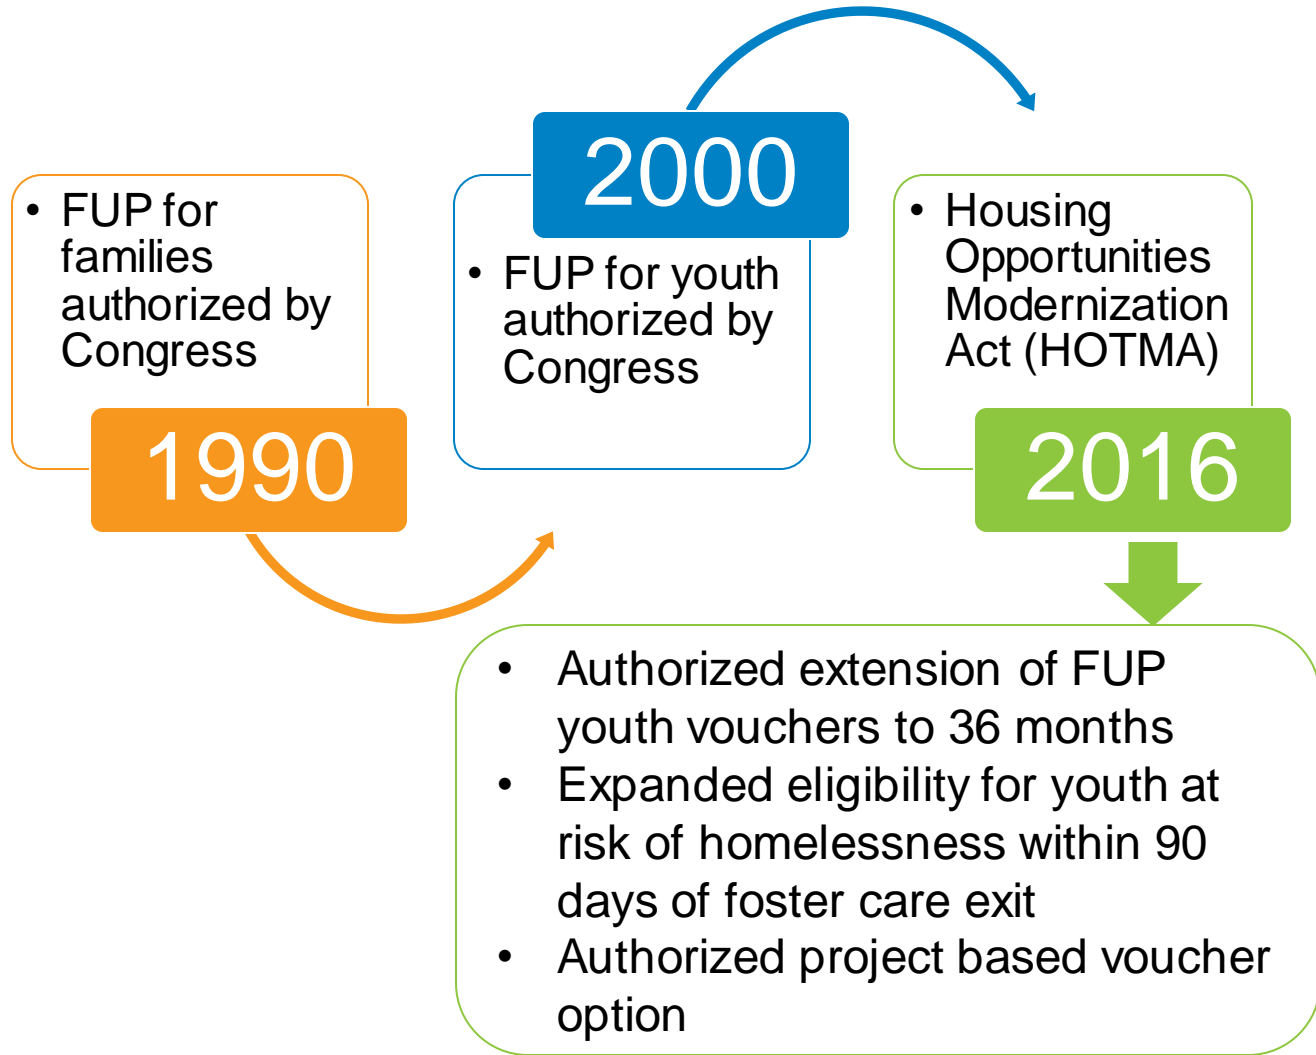 • FUP for
families
authorized by
Congress
1990
2000
• FUP for youth
authorized by
Congress
• Housing
Opportunities
Modernization
Act (HOTMA)
2016
• Authorized extension of FUP
youth vouchers to 36 months
• Expanded eligibility for youth at
risk of homelessness within 90
days of foster care exit
• Authorized project based voucher
option